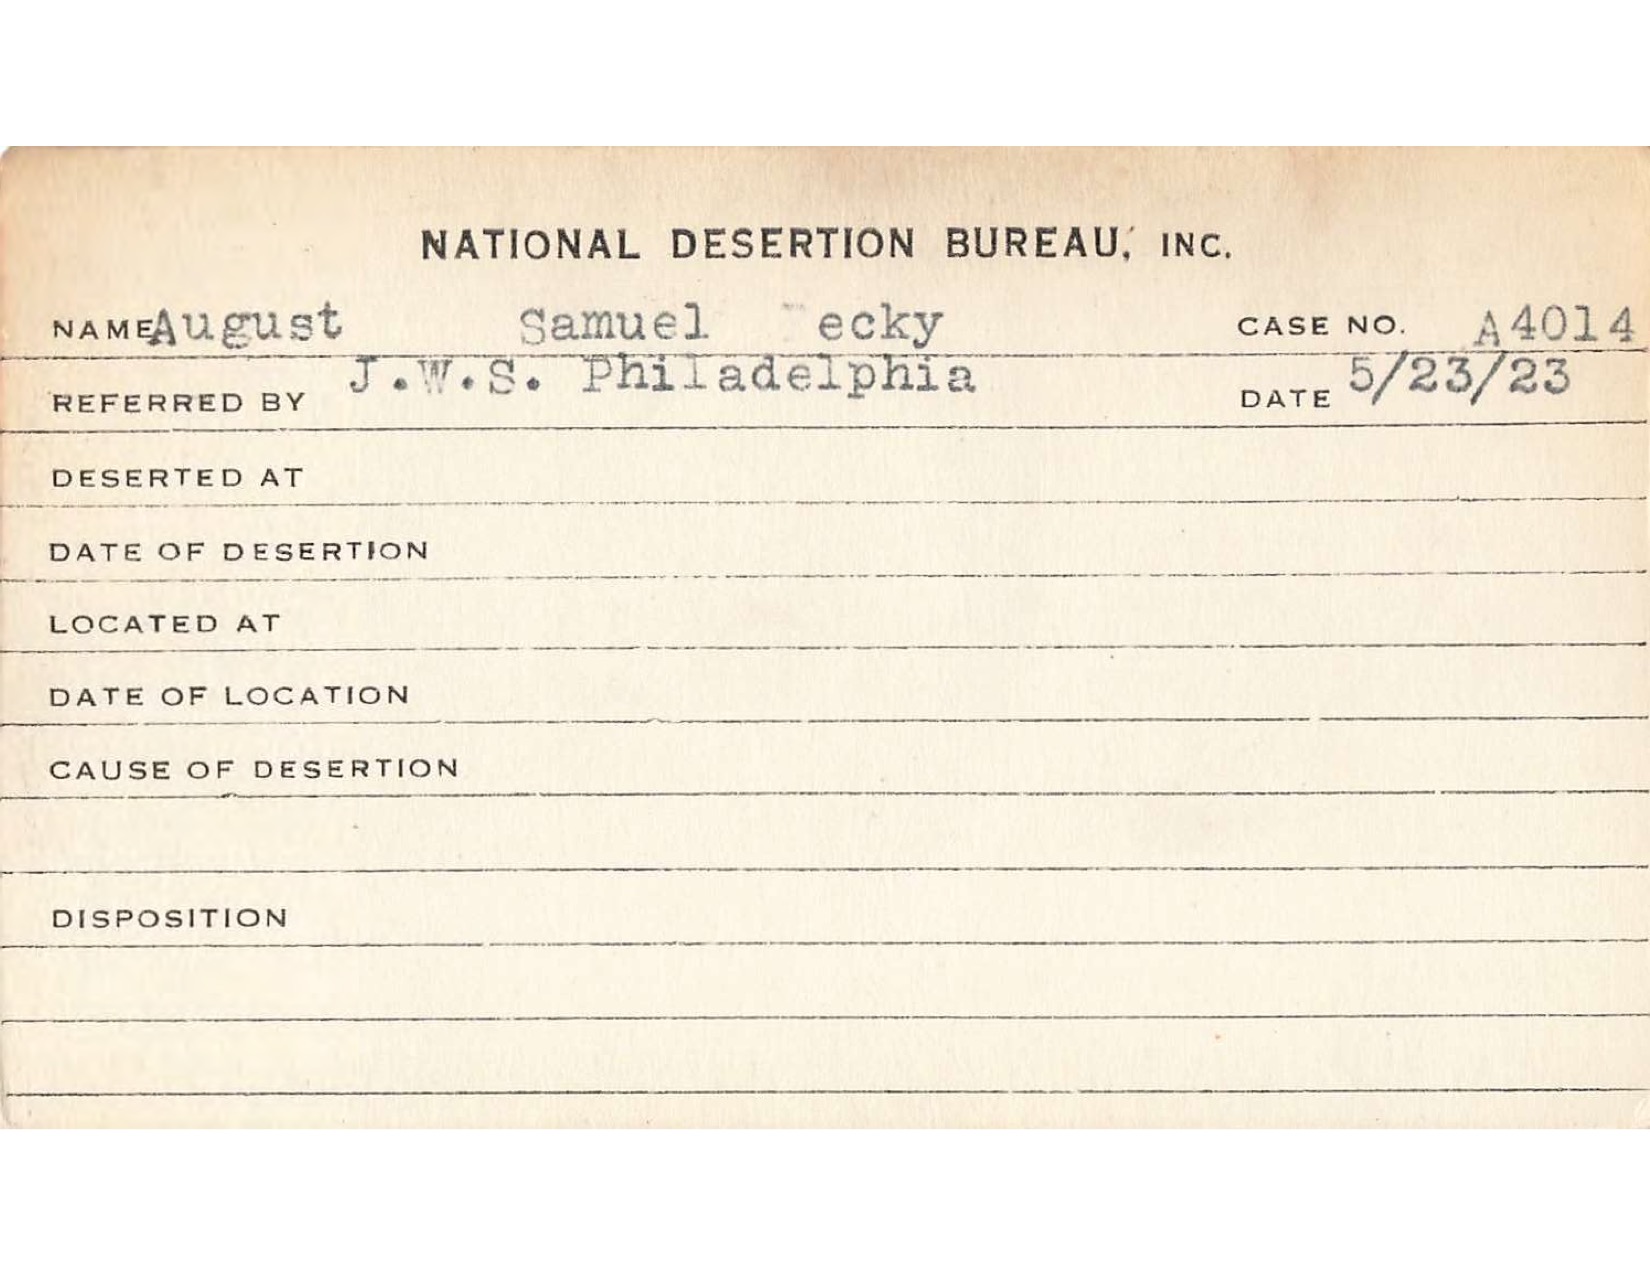 NATIONAL DESERTION BUREAU, INC.
NAME August Samuel CASE NO. A4014
REFERRED BY J.W.S. Philadelphia DATE 5/23/23
DESERTED AT
DATE OF DESERTION
LOCATED AT
DATE OF LOCATION
CAUSE OF DESERTION
DISPOSITION